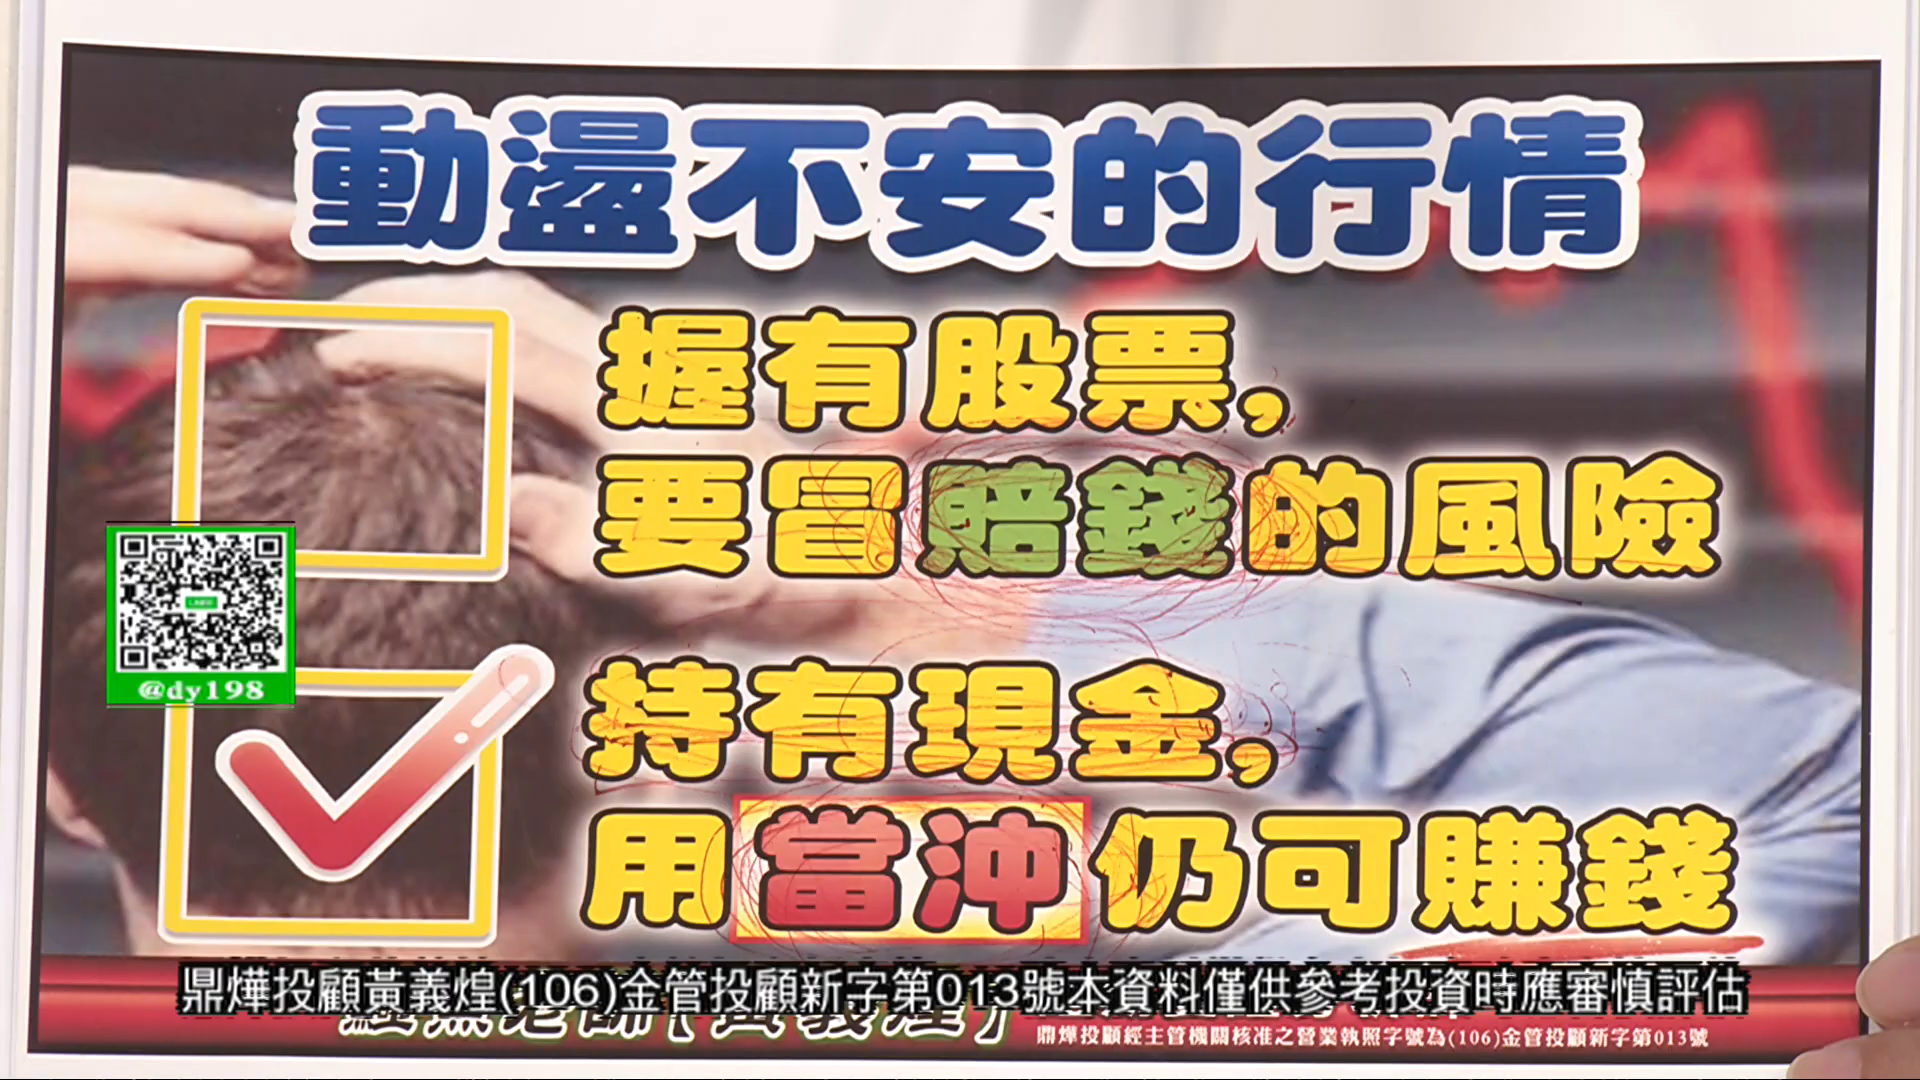 動盪不安的行情
握有股票,
要冒賠錢的風險
@dy198
持有現金,
用當沖仍可賺錢
鼎燁投顧黃義煌(106)金管投顧新字第013號本資料僅供參考投資時應審慎評估
鼎燁投顧經主管機關核准之營業執照字號為(106)金管投顧新字第013號